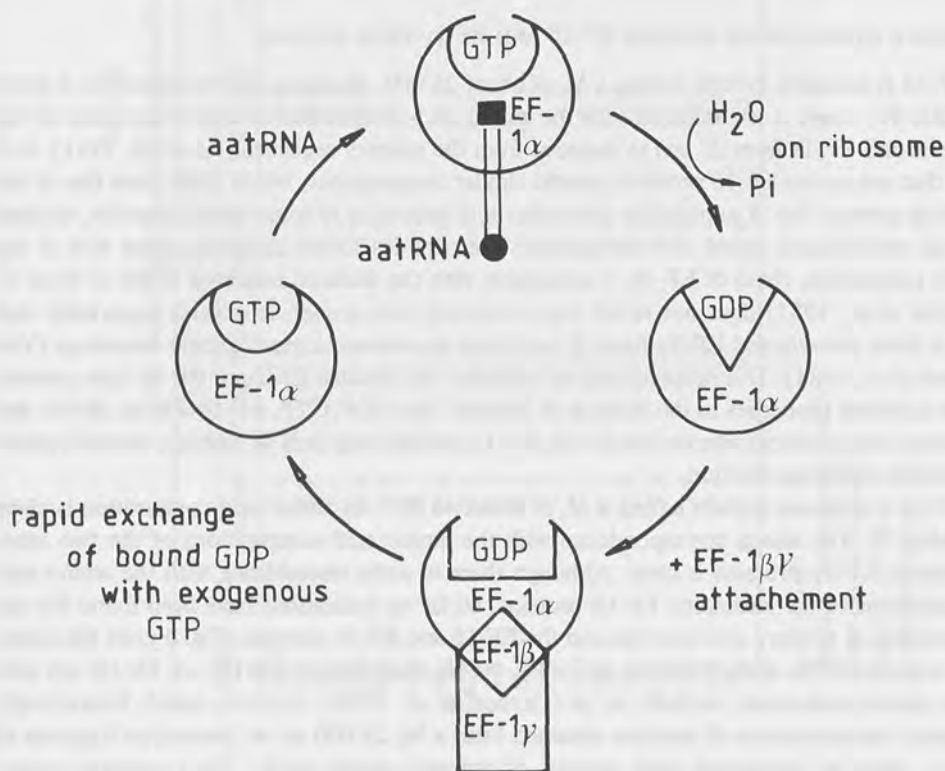 GTP
EF
1α
aatRNA
aatRNA
H₂O
on ribosome
Pi
GTP
EF-1α
GDP
EF-1α
rapid exchange
of bound GDP
with exogenous
GTP
GDP
EF-1α
EF-1β
EF-1γ
+ EF-1βγ
attachement